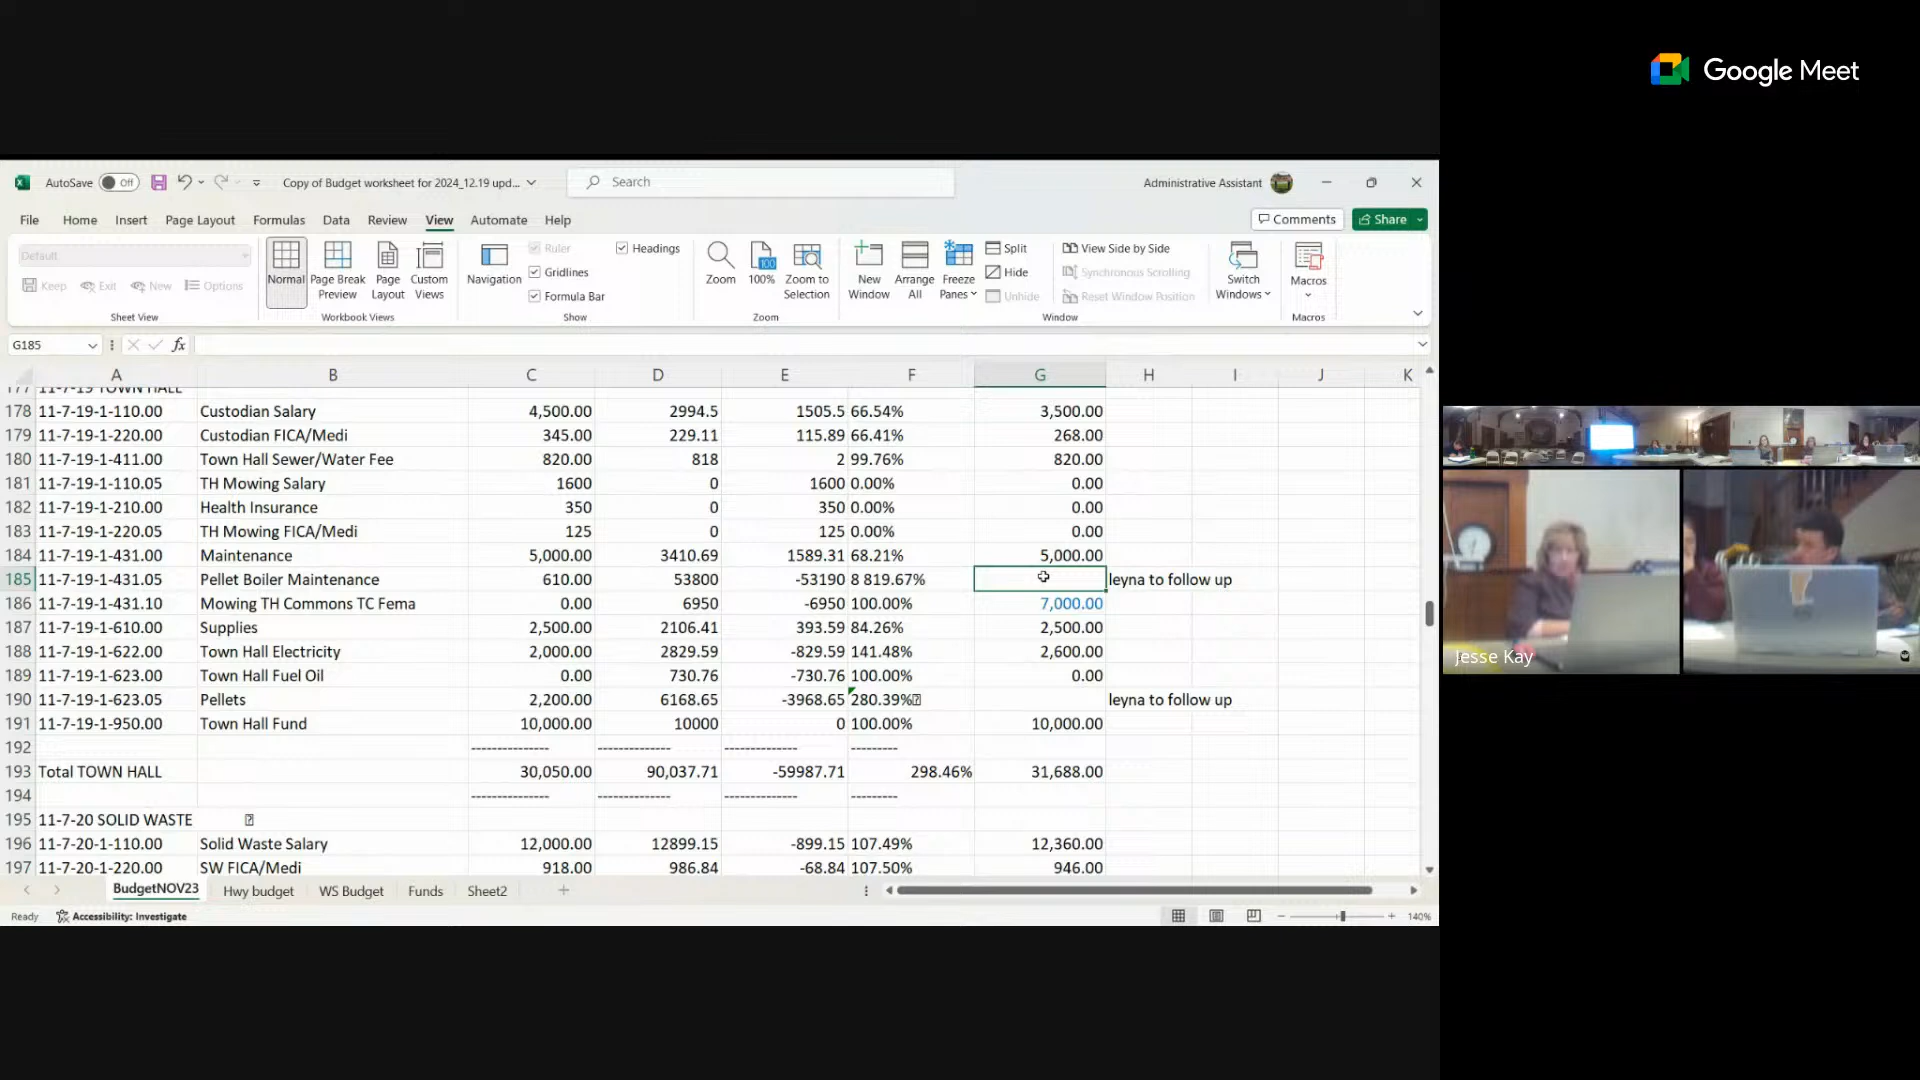 Google Meet
AutoSave Off Copy of Budget worksheet for 2024_12.19 upd... Search Administrative Assistant
File Home Insert Page Layout Formulas Data Review View Automate Help Comments Share
Default Ruler Headings Split View Side by Side
Gridlines Hide Synchronous Scrolling
Keep Exit New Options Normal Page Break Preview Page Layout Custom Views Navigation Zoom 100% Zoom to Selection New Window Arrange All Freeze Panes Switch Windows Macros
Formula Bar Unhide Reset Window Position
Sheet View Workbook Views Show Zoom Window Macros
G185 fx
A B C D E F G H I J K
177 11-7-19 TOWN HALL
178 11-7-19-1-110.00 Custodian Salary 4,500.00 2994.5 1505.5 66.54% 3,500.00
179 11-7-19-1-220.00 Custodian FICA/Medi 345.00 229.11 115.89 66.41% 268.00
180 11-7-19-1-411.00 Town Hall Sewer/Water Fee 820.00 818 2 99.76% 820.00
181 11-7-19-1-110.05 TH Mowing Salary 1600 0 1600 0.00% 0.00
182 11-7-19-1-210.00 Health Insurance 350 0 350 0.00% 0.00
183 11-7-19-1-220.05 TH Mowing FICA/Medi 125 0 125 0.00% 0.00
184 11-7-19-1-431.00 Maintenance 5,000.00 3410.69 1589.31 68.21% 5,000.00
185 11-7-19-1-431.05 Pellet Boiler Maintenance 610.00 53800 -53190 8 819.67% leyna to follow up
186 11-7-19-1-431.10 Mowing TH Commons TC Fema 0.00 6950 -6950 100.00% 7,000.00
187 11-7-19-1-610.00 Supplies 2,500.00 2106.41 393.59 84.26% 2,500.00
188 11-7-19-1-622.00 Town Hall Electricity 2,000.00 2829.59 -829.59 141.48% 2,600.00
189 11-7-19-1-623.00 Town Hall Fuel Oil 0.00 730.76 -730.76 100.00% 0.00
190 11-7-19-1-623.05 Pellets 2,200.00 6168.65 -3968.65 280.39% leyna to follow up
191 11-7-19-1-950.00 Town Hall Fund 10,000.00 10000 0 100.00% 10,000.00
192 --------------- -------------- -------------- ---------
193 Total TOWN HALL 30,050.00 90,037.71 -59987.71 298.46% 31,688.00
194 --------------- -------------- -------------- ---------
195 11-7-20 SOLID WASTE
196 11-7-20-1-110.00 Solid Waste Salary 12,000.00 12899.15 -899.15 107.49% 12,360.00
197 11-7-20-1-220.00 SW FICA/Medi 918.00 986.84 -68.84 107.50% 946.00
BudgetNOV23 Hwy budget WS Budget Funds Sheet2
Ready Accessibility: Investigate 140%
Jesse Kay